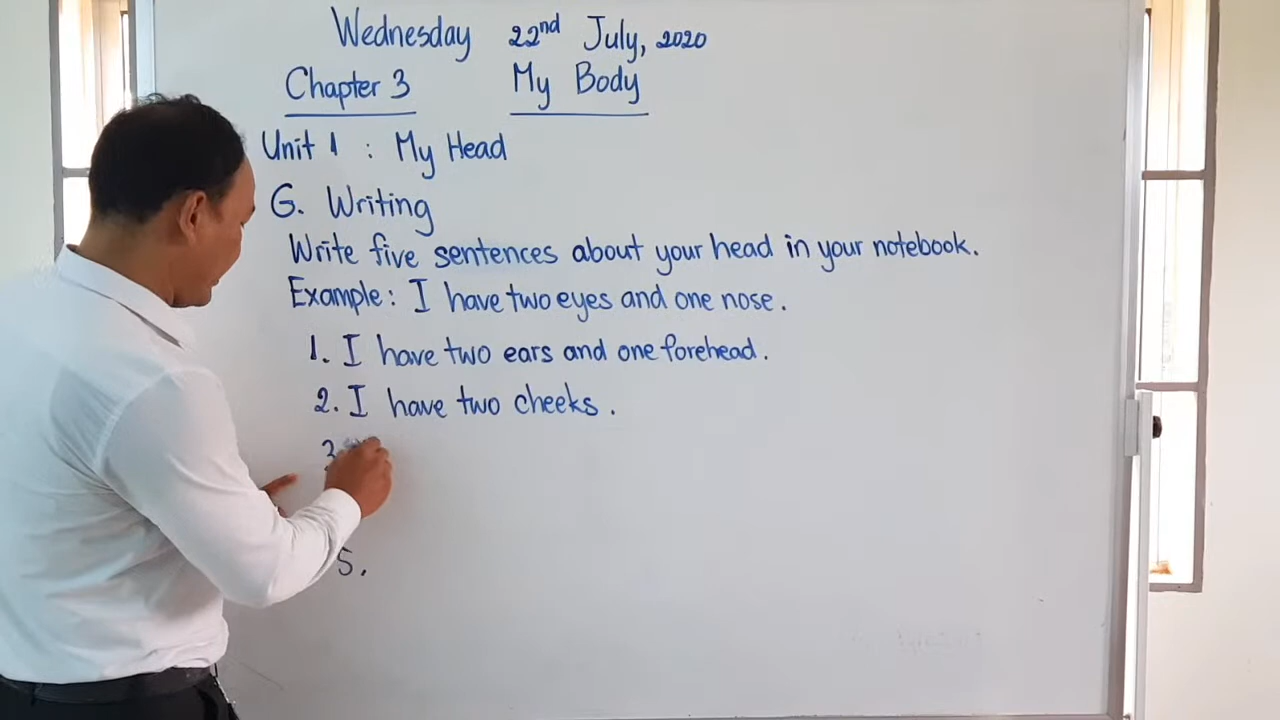 Wednesday 22nd July, 2020
Chapter 3 My Body
Unit 1 : My Head
G. Writing
Write five sentences about your head in your notebook.
Example: I have two eyes and one nose.
1. I have two ears and one forehead.
2. I have two cheeks.
3
5.